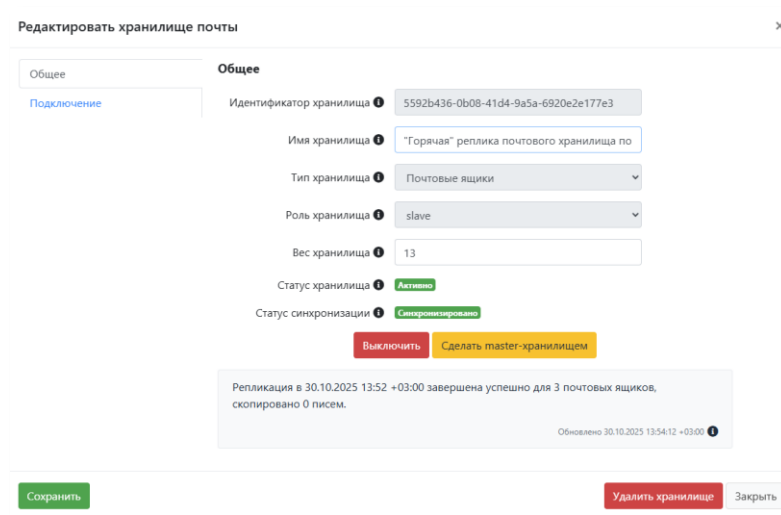 Редактировать хранилище почты
×
Общее
Подключение
Общее
Идентификатор хранилища 5592b436-0b08-41d4-9a5a-6920e2e177e3
Имя хранилища "Горячая" реплика почтового хранилища по
Тип хранилища Почтовые ящики
Роль хранилища slave
Вес хранилища 13
Статус хранилища Активно
Статус синхронизации Синхронизировано
Выключить Сделать master-хранилищем
Репликация в 30.10.2025 13:52 +03:00 завершена успешно для 3 почтовых ящиков,
скопировано 0 писем.
Обновлено 30.10.2025 13:54:12 +03:00
Сохранить Удалить хранилище Закрыть